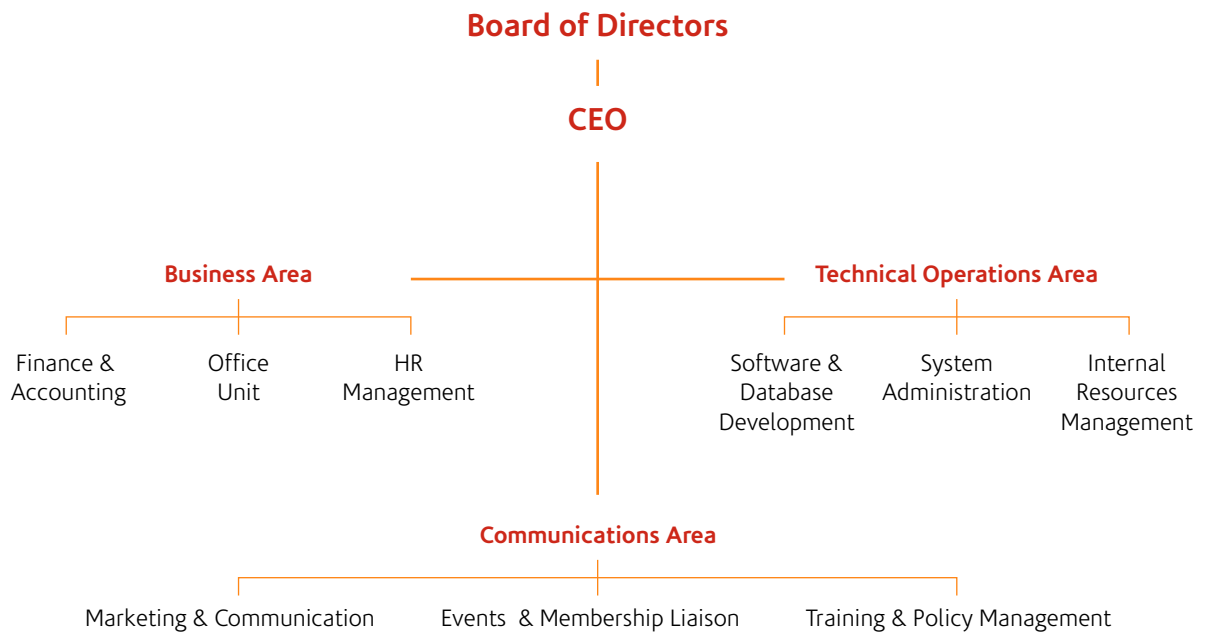 Board of Directors
CEO
Business Area
Technical Operations Area
Finance &
Accounting
Office
Unit
HR
Management
Software &
Database
Development
System
Administration
Internal
Resources
Management
Communications Area
Marketing & Communication
Events & Membership Liaison
Training & Policy Management